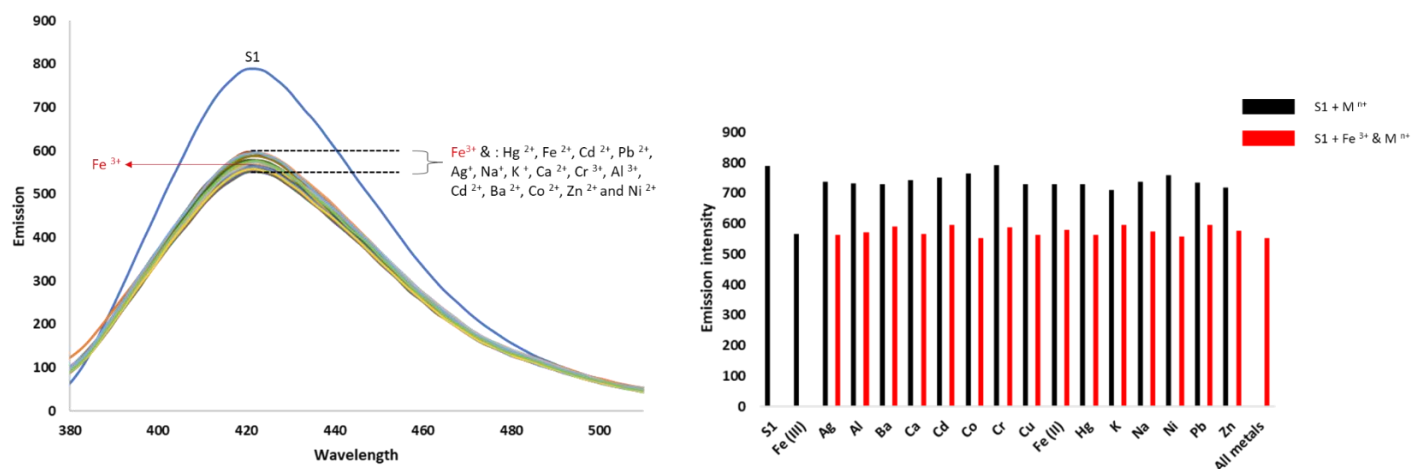 900
800
700
600
500
400
300
200
100
0
Emission
380
400
420
440
460
480
500
Wavelength
S1
Fe ³⁺
Fe³⁺ & : Hg ²⁺, Fe ²⁺, Cd ²⁺, Pb ²⁺,
Ag⁺, Na⁺, K ⁺, Ca ²⁺, Cr ³⁺, Al ³⁺,
Cd ²⁺, Ba ²⁺, Co ²⁺, Zn ²⁺ and Ni ²⁺
S1 + M ⁿ⁺
S1 + Fe ³⁺ & M ⁿ⁺
900
800
700
600
500
400
300
200
100
0
Emission intensity
S1
Fe (III)
Ag
Al
Ba
Ca
Cd
Co
Cr
Cu
Fe (II)
Hg
K
Na
Ni
Pb
Zn
All metals